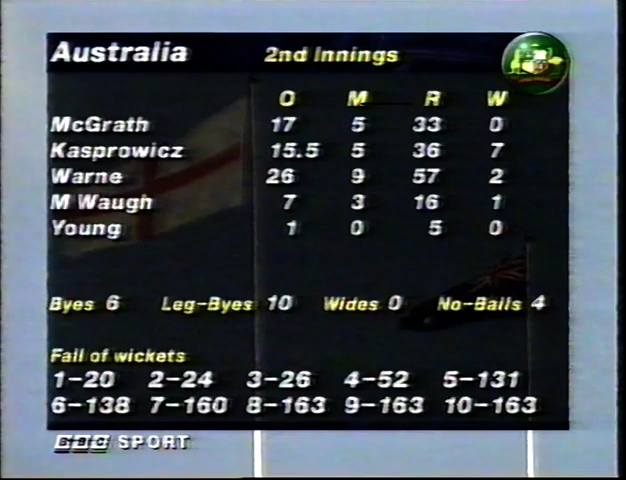 Australia 2nd Innings
O M R W
McGrath 17 5 33 0
Kasprowicz 15.5 5 36 7
Warne 26 9 57 2
M Waugh 7 3 16 1
Young 1 0 5 0
Byes 6 Leg-Byes 10 Wides 0 No-Balls 4
Fall of wickets
1-20 2-24 3-26 4-52 5-131
6-138 7-160 8-163 9-163 10-163
BBC SPORT